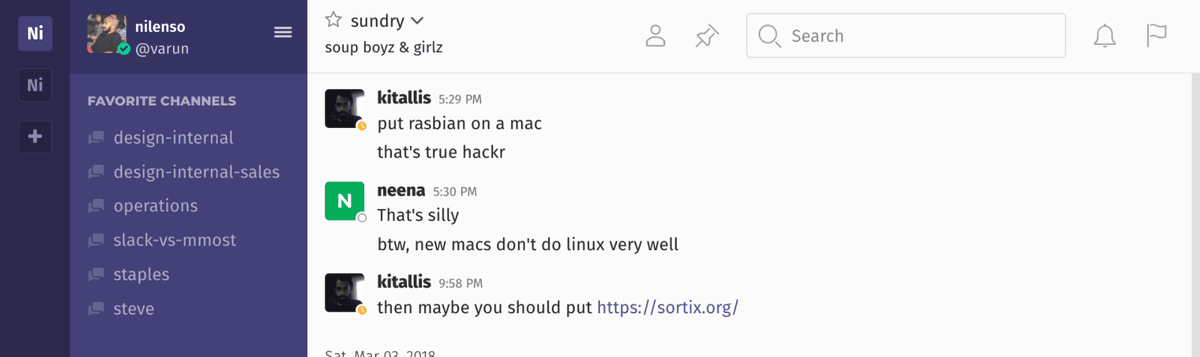 Ni
Ni
+
nilenso
@varun
FAVORITE CHANNELS
design-internal
design-internal-sales
operations
slack-vs-mmost
staples
steve
sundry
soup boyz & girlz
Search
kitallis 5:29 PM
put rasbian on a mac
that's true hackr
N
neena 5:30 PM
That's silly
btw, new macs don't do linux very well
kitallis 9:58 PM
then maybe you should put https://sortix.org/
Sat, Mar 03, 2018